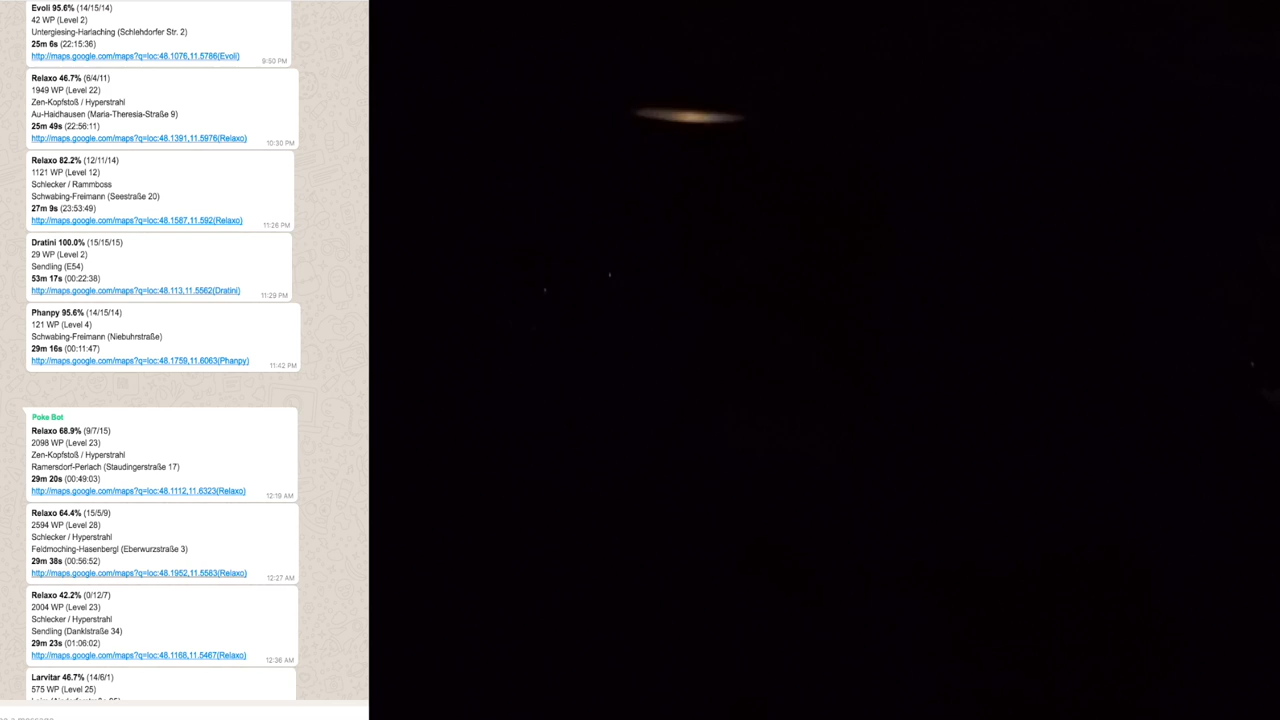 Evoli 95.6% (14/15/14)
42 WP (Level 2)
Untergiesing-Harlaching (Schlehdorfer Str. 2)
25m 6s (22:15:36)
http://maps.google.com/maps?q=loc:48.1076,11.5786(Evoli)
9:50 PM
Relaxo 46.7% (6/4/11)
1949 WP (Level 22)
Zen-Kopfstoß / Hyperstrahl
Au-Haidhausen (Maria-Theresia-Straße 9)
25m 49s (22:56:11)
http://maps.google.com/maps?q=loc:48.1391,11.5976(Relaxo)
10:30 PM
Relaxo 82.2% (12/11/14)
1121 WP (Level 12)
Schlecker / Rammboss
Schwabing-Freimann (Seestraße 20)
27m 9s (23:53:49)
http://maps.google.com/maps?q=loc:48.1587,11.592(Relaxo)
11:26 PM
Dratini 100.0% (15/15/15)
29 WP (Level 2)
Sendling (E54)
53m 17s (00:22:38)
http://maps.google.com/maps?q=loc:48.113,11.5562(Dratini)
11:29 PM
Phanpy 95.6% (14/15/14)
121 WP (Level 4)
Schwabing-Freimann (Niebuhrstraße)
29m 16s (00:11:47)
http://maps.google.com/maps?q=loc:48.1759,11.6063(Phanpy)
11:42 PM
Poke Bot
Relaxo 68.9% (9/7/15)
2098 WP (Level 23)
Zen-Kopfstoß / Hyperstrahl
Ramersdorf-Perlach (Staudingerstraße 17)
29m 20s (00:49:03)
http://maps.google.com/maps?q=loc:48.1112,11.6323(Relaxo)
12:19 AM
Relaxo 64.4% (15/5/9)
2594 WP (Level 28)
Schlecker / Hyperstrahl
Feldmoching-Hasenbergl (Eberwurzstraße 3)
29m 38s (00:56:52)
http://maps.google.com/maps?q=loc:48.1952,11.5583(Relaxo)
12:27 AM
Relaxo 42.2% (0/12/7)
2004 WP (Level 23)
Schlecker / Hyperstrahl
Sendling (Danklstraße 34)
29m 23s (01:06:02)
http://maps.google.com/maps?q=loc:48.1168,11.5467(Relaxo)
12:36 AM
Larvitar 46.7% (14/6/1)
575 WP (Level 25)